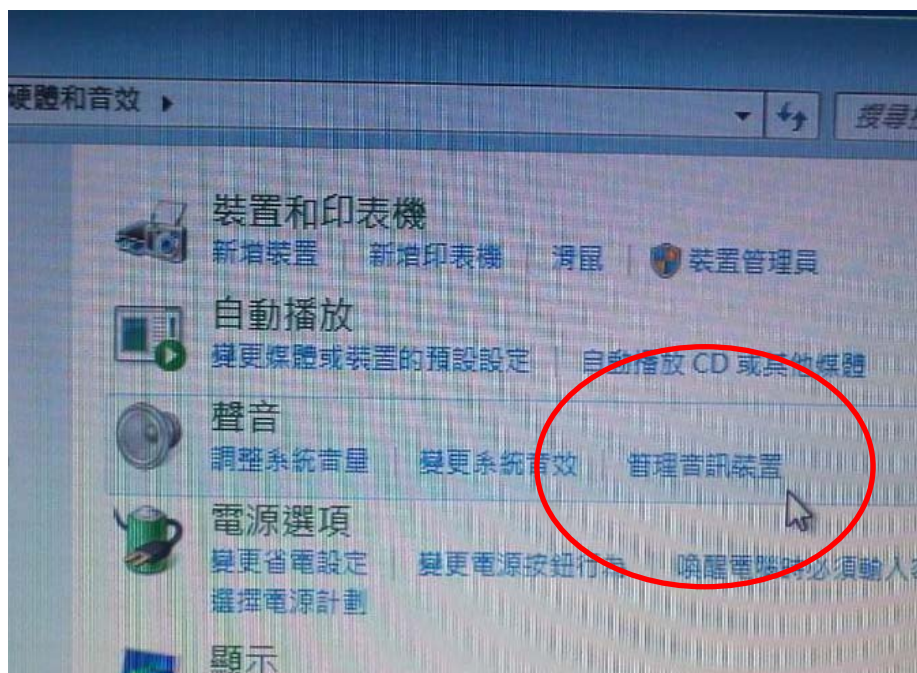 硬體和音效
搜尋
裝置和印表機
新增裝置 新增印表機 滑鼠 裝置管理員
自動播放
變更媒體或裝置的預設設定 自動播放 CD 或其他媒體
聲音
調整系統音量 變更系統音效 管理音訊裝置
電源選項
變更省電設定 變更電源按鈕行為 喚醒電腦時必須輸入
選擇電源計劃
顯示